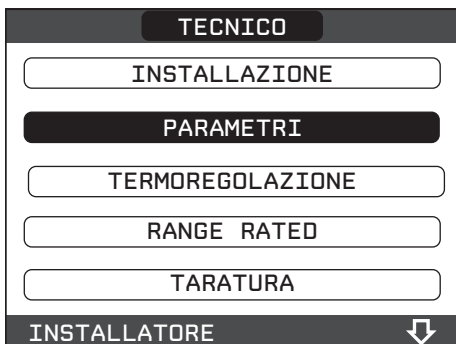 TECNICO
INSTALLAZIONE
PARAMETRI
TERMOREGOLAZIONE
RANGE RATED
TARATURA
INSTALLATORE